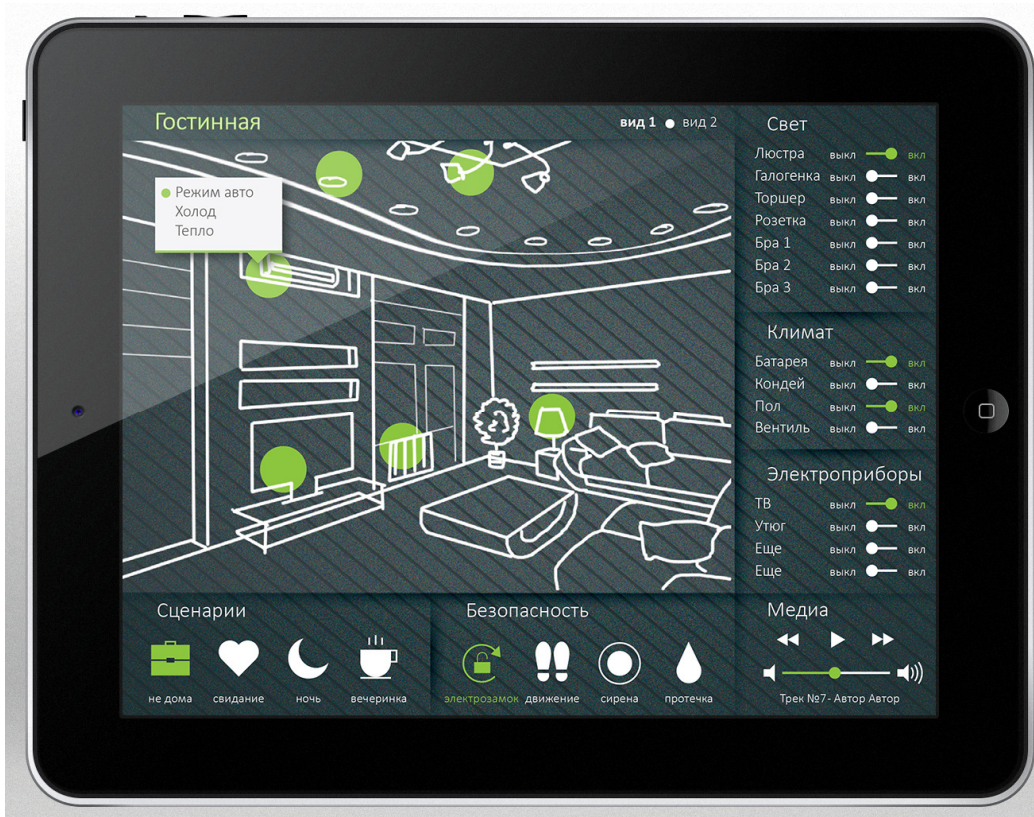 Гостинная
вид 1 вид 2
Режим авто
Холод
Тепло
Свет
Люстра выкл вкл
Галогенка выкл вкл
Торшер выкл вкл
Розетка выкл вкл
Бра 1 выкл вкл
Бра 2 выкл вкл
Бра 3 выкл вкл
Климат
Батарея выкл вкл
Кондей выкл вкл
Пол выкл вкл
Вентиль выкл вкл
Электроприборы
ТВ выкл вкл
Утюг выкл вкл
Еще выкл вкл
Еще выкл вкл
Сценарии
не дома свидание ночь вечеринка
Безопасность
электрозамок движение сирена протечка
Медиа
Трек №7- Автор Автор